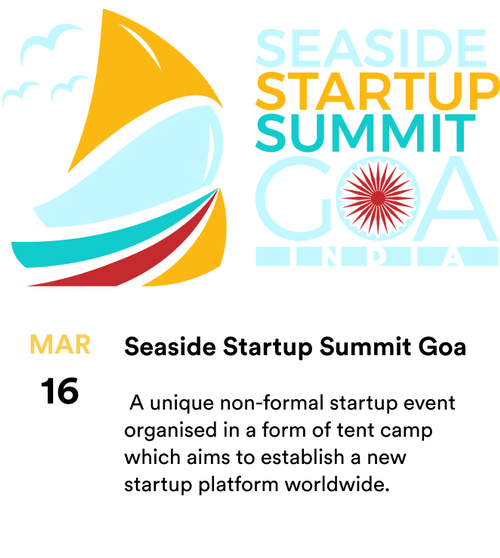 SEASIDE
STARTUP
SUMMIT
GOA
INDIA
MAR
16
Seaside Startup Summit Goa
A unique non-formal startup event
organised in a form of tent camp
which aims to establish a new
startup platform worldwide.